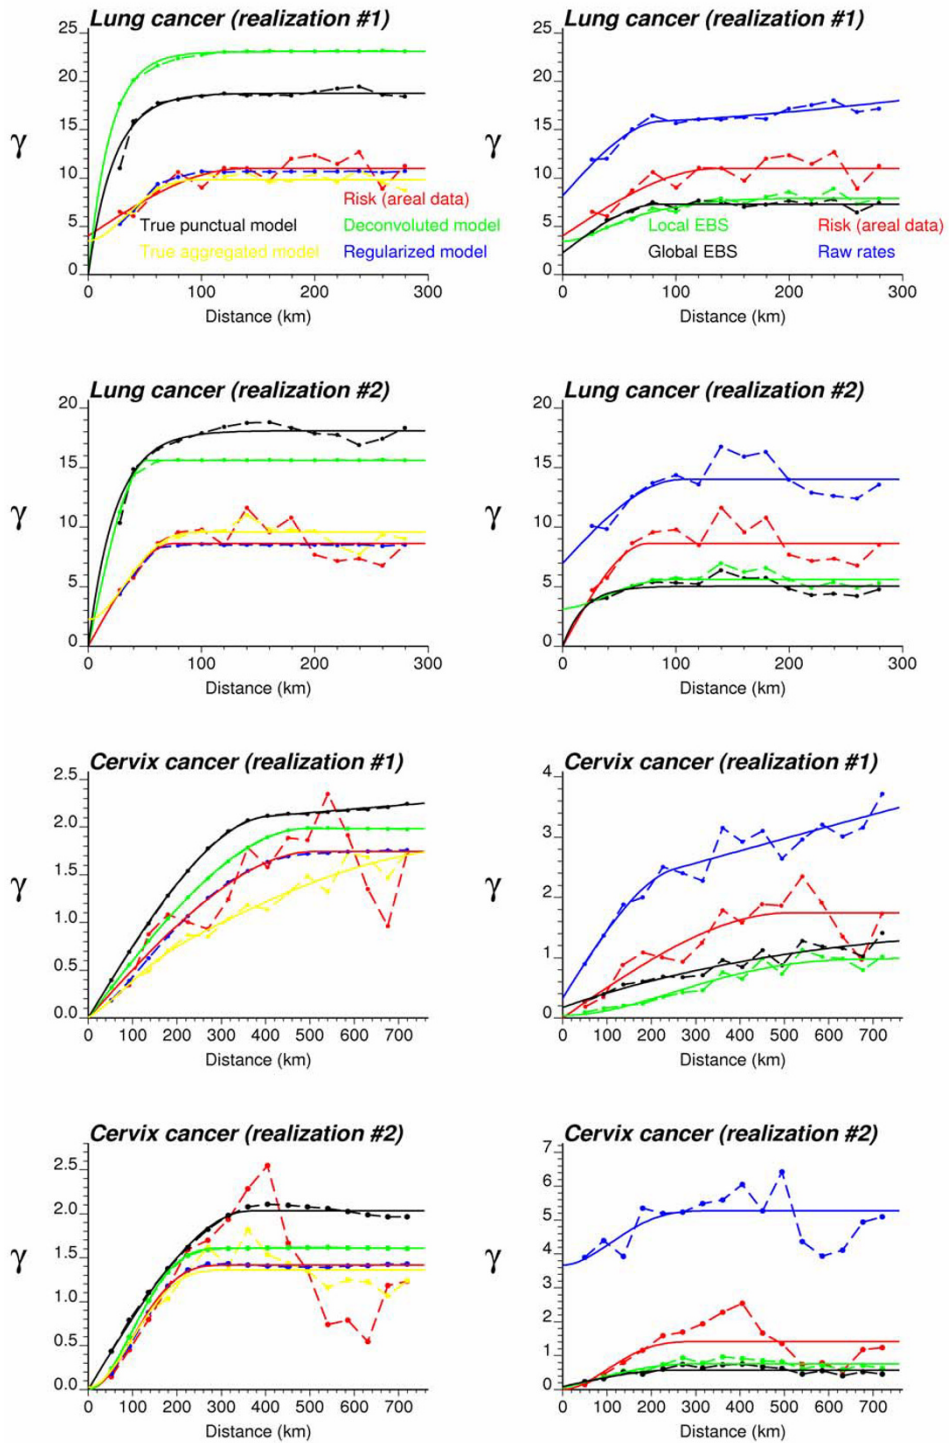 Lung cancer (realization #1)
25
20
15
10
5
0
γ
Risk (areal data)
True punctual model
Deconvoluted model
True aggregated model
Regularized model
0 100 200 300
Distance (km)
Lung cancer (realization #1)
25
20
15
10
5
0
γ
Local EBS
Risk (areal data)
Global EBS
Raw rates
0 100 200 300
Distance (km)
Lung cancer (realization #2)
20
15
10
5
0
γ
0 100 200 300
Distance (km)
Lung cancer (realization #2)
20
15
10
5
0
γ
0 100 200 300
Distance (km)
Cervix cancer (realization #1)
2.5
2.0
1.5
1.0
0.5
0.0
γ
0 100 200 300 400 500 600 700
Distance (km)
Cervix cancer (realization #1)
4
3
2
1
0
γ
0 100 200 300 400 500 600 700
Distance (km)
Cervix cancer (realization #2)
2.5
2.0
1.5
1.0
0.5
0.0
γ
0 100 200 300 400 500 600 700
Distance (km)
Cervix cancer (realization #2)
7
6
5
4
3
2
1
0
γ
0 100 200 300 400 500 600 700
Distance (km)